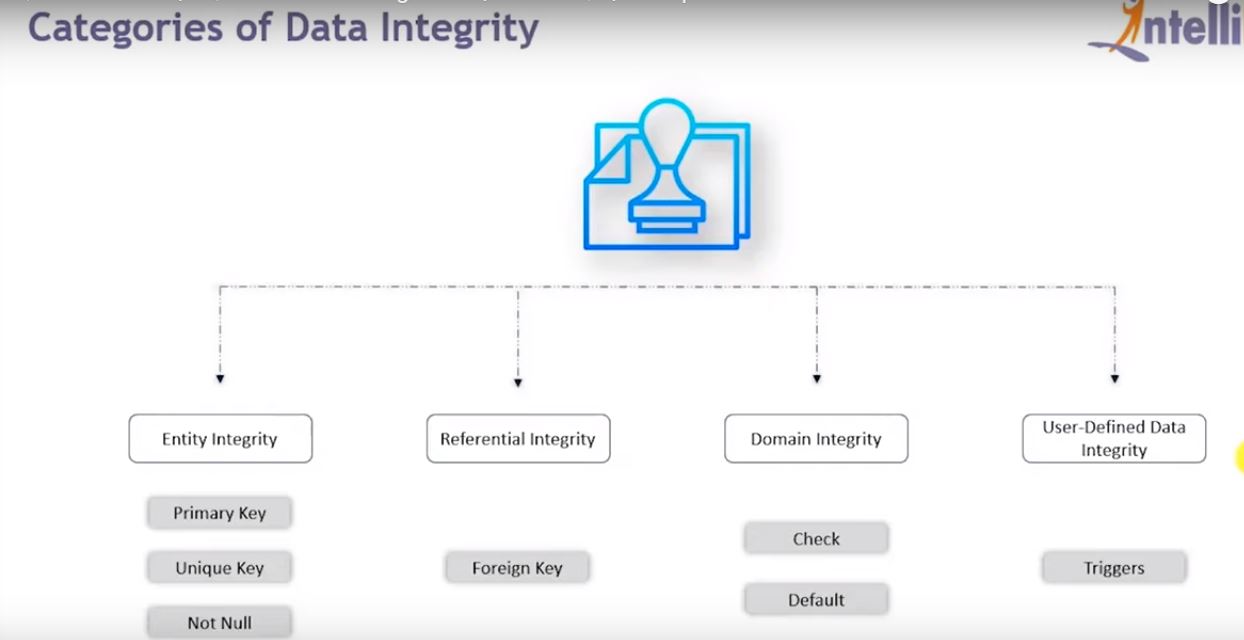 Categories of Data Integrity
ntelli
Entity Integrity
Referential Integrity
Domain Integrity
User-Defined Data
Integrity
Primary Key
Unique Key
Not Null
Foreign Key
Check
Default
Triggers